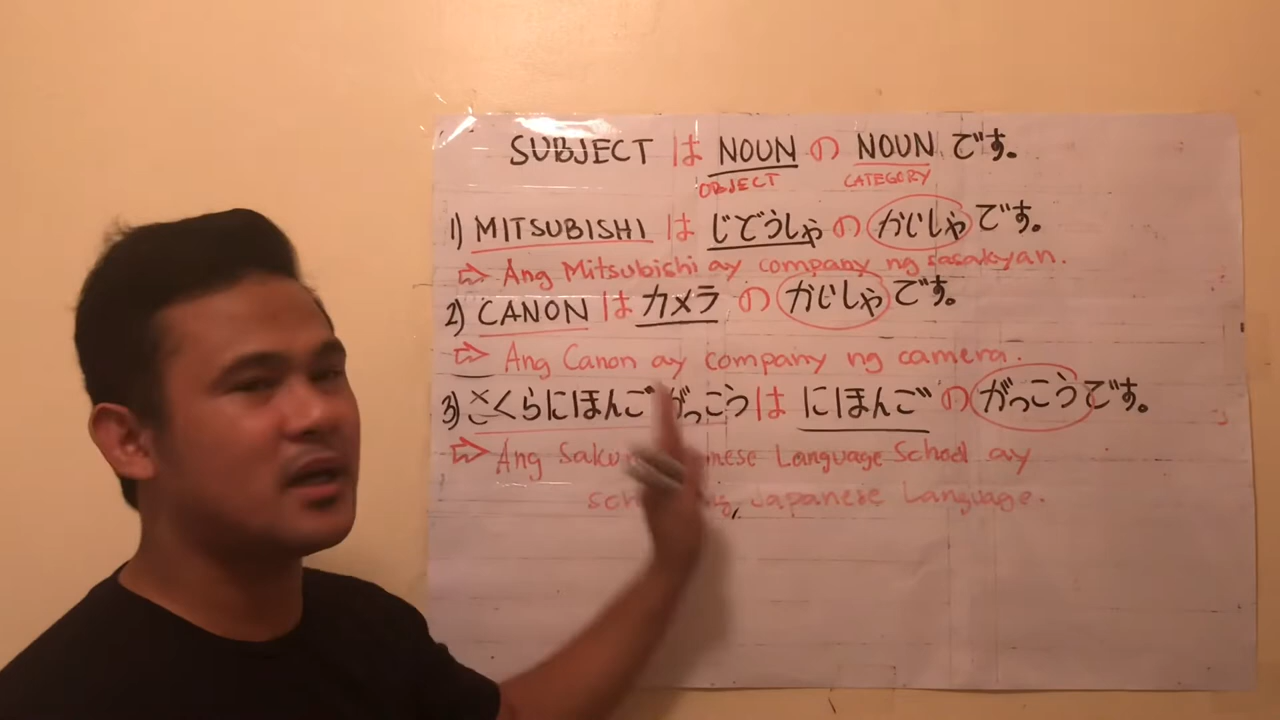 SUBJECT は NOUN の NOUN です。
OBJECT CATEGORY
1) MITSUBISHI は じどうしゃ の かじしゃ です。
⇨ Ang Mitsubishi ay company ng sasakyan.
2) CANON は カメラ の かじしゃ です。
⇨ Ang Canon ay company ng camera.
3) さくらにほんごがっこう は にほんご の がっこう です。
⇨ Ang Language School ay
Japanese Language.